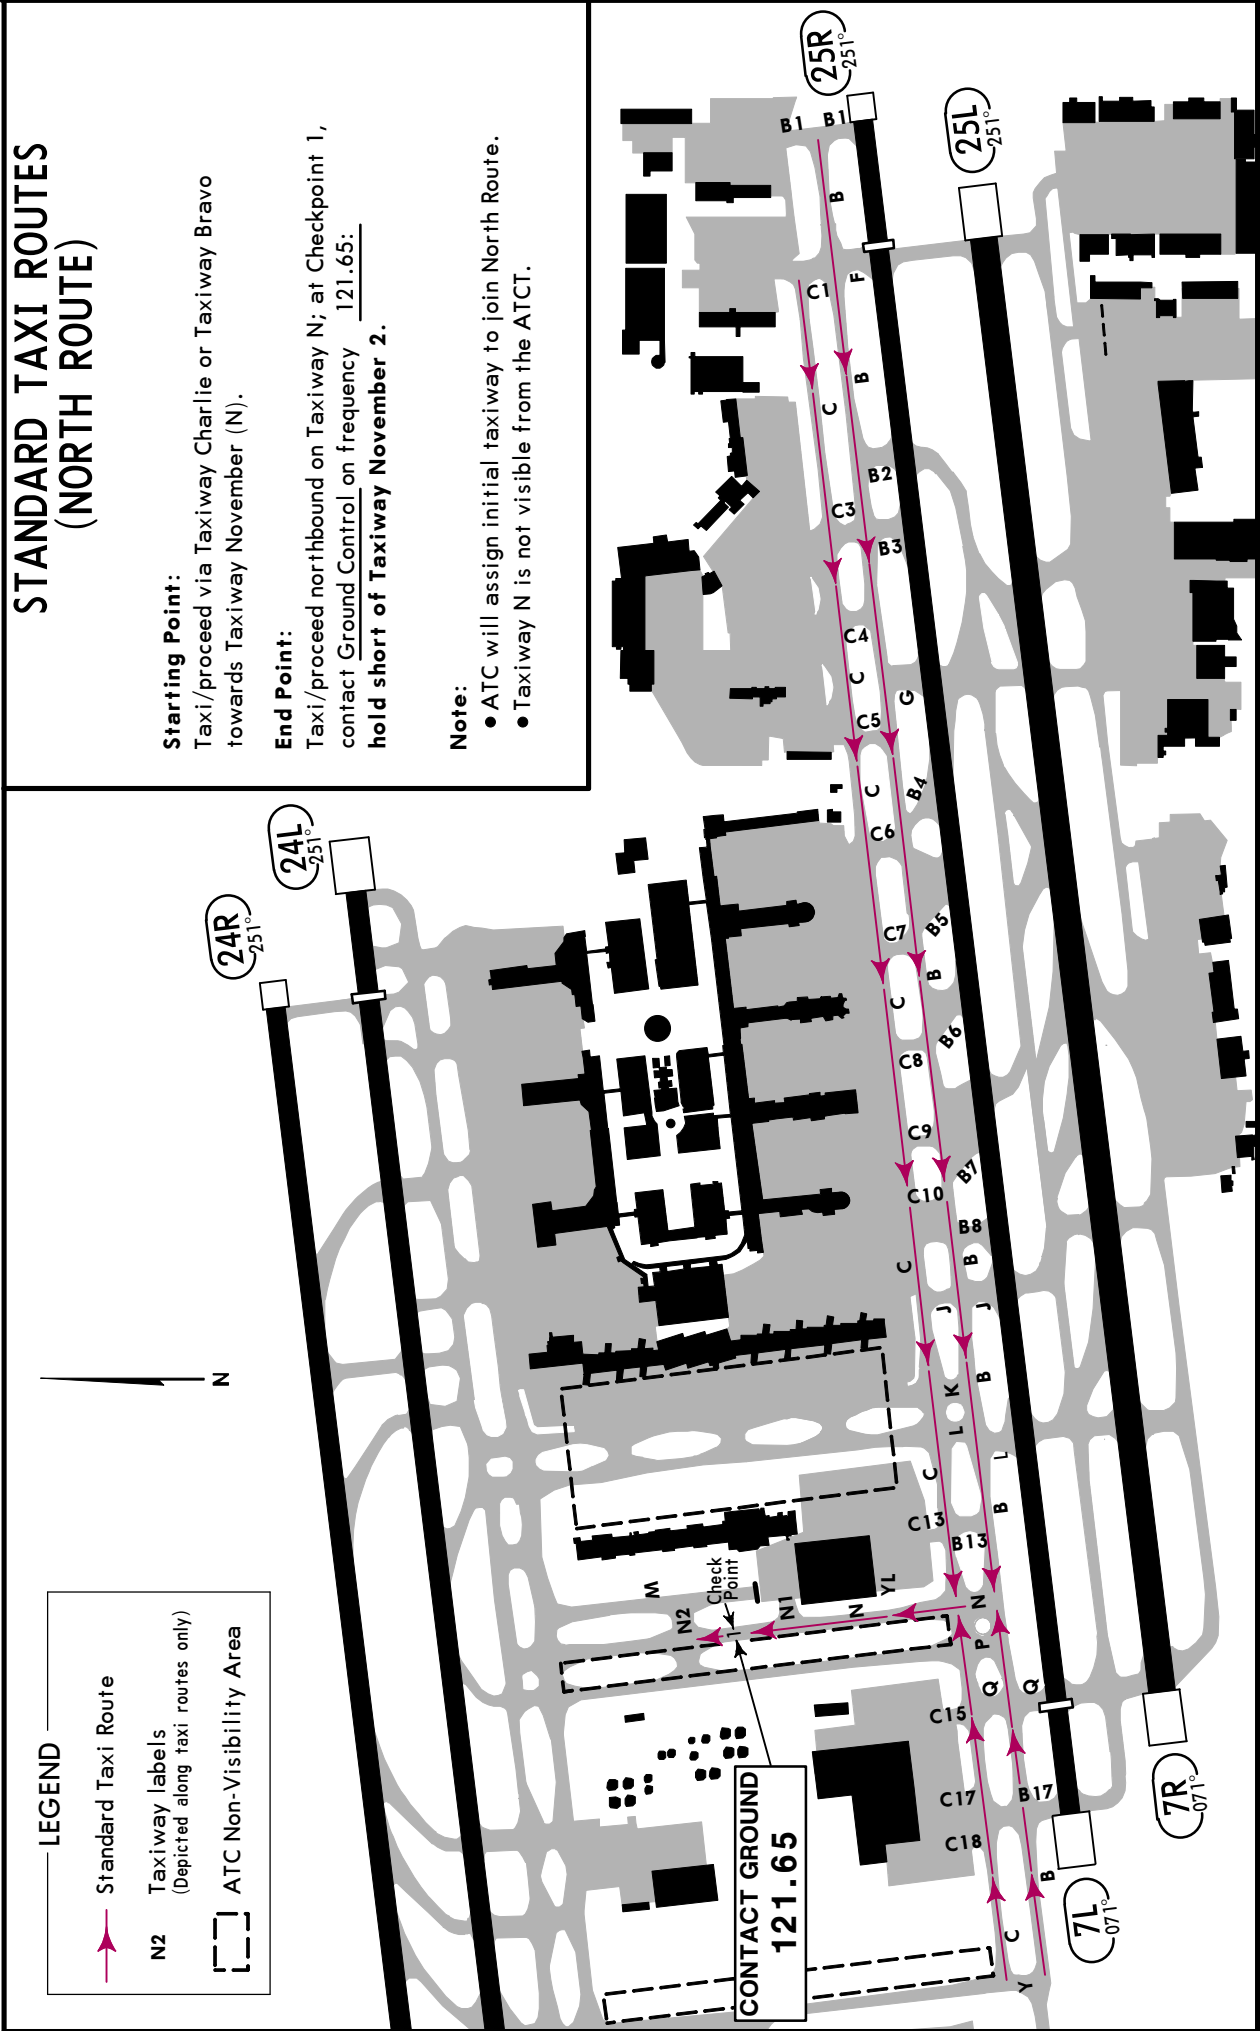 STANDARD TAXI ROUTES
(NORTH ROUTE)
Starting Point:
Taxi/proceed via Taxiway Charlie or Taxiway Bravo
towards Taxiway November (N).
End Point:
Taxi/proceed northbound on Taxiway N; at Checkpoint 1,
contact Ground Control on frequency 121.65:
hold short of Taxiway November 2.
Note:
● ATC will assign initial taxiway to join North Route.
● Taxiway N is not visible from the ATCT.
LEGEND
Standard Taxi Route
N2 Taxiway labels
(Depicted along taxi routes only)
ATC Non-Visibility Area
N
24R
251°
24L
251°
25R
251°
25L
251°
7L
071°
7R
071°
CONTACT GROUND
121.65
Check
Point
1
W
N2
N1
N
YL
Y
C
C18
C17
C15
C13
C
L
K
J
C
C10
C9
C8
C
C7
C6
C
C5
C
C4
C3
C
C1
B1
B1
B
B17
Q
Q
P
N
B13
B
L
B
J
B
B8
B7
B6
B
B5
B4
G
B3
B2
B
F
B